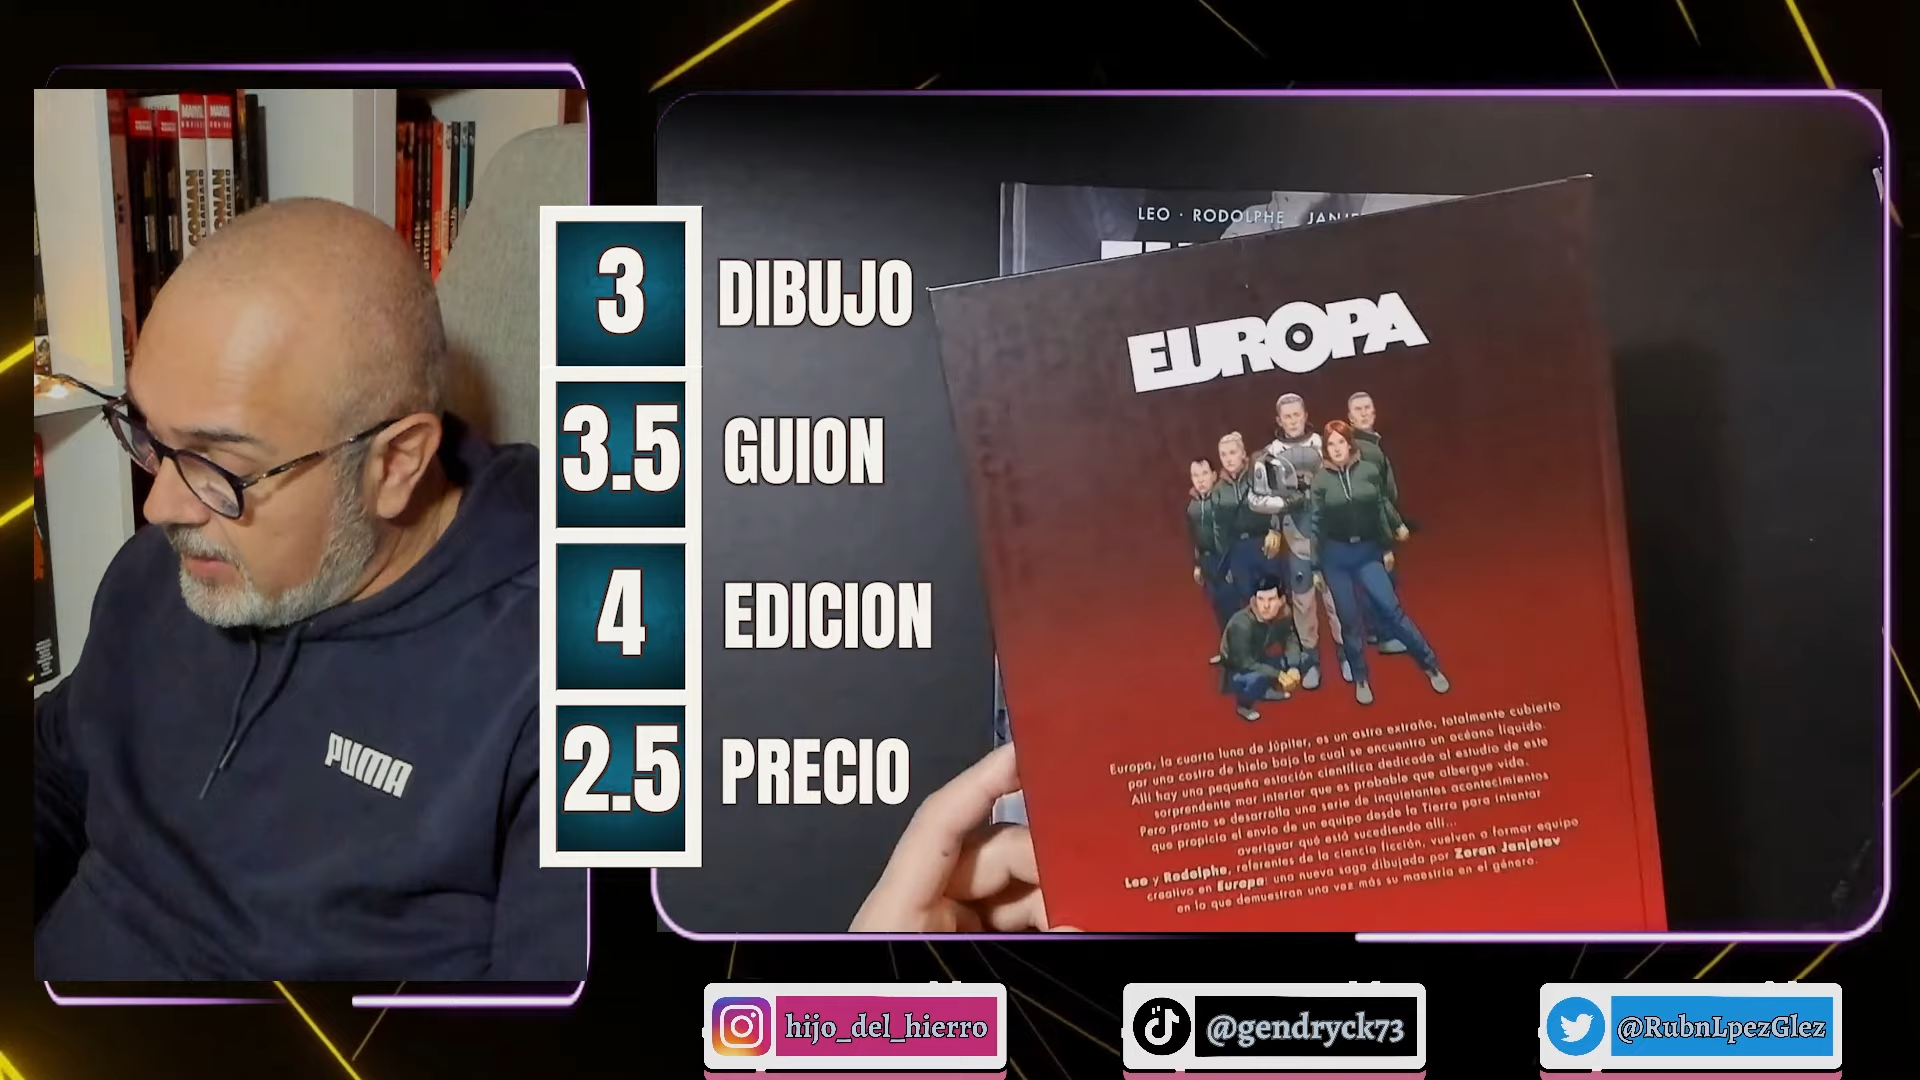 MARVEL
MARVEL
CONAN
CONAN
PUMA
3
DIBUJO
3.5
GUION
4
EDICION
2.5
PRECIO
LEO · RODOLPHE
EUROPA
Europa, la cuarta luna de Júpiter, es un astro extraño, totalmente cubierto
por una costra de hielo bajo la cual se encuentra un océano líquido.
Allí hay una pequeña estación científica dedicada al estudio de este
sorprendente mar interior que es probable que albergue vida.
Pero pronto se desarrolla una serie de inquietantes acontecimientos
que propicia el envío de un equipo desde la Tierra para intentar
averiguar qué está sucediendo allí...
Leo y Rodolphe, referentes de la ciencia ficción, vuelven a formar equipo
creativo en Europa: una nueva saga dibujada por Zoran Janjetov
en la que demuestran una vez más su maestría en el género.
hijo_del_hierro
@gendryck73
@RubnLpezGlez